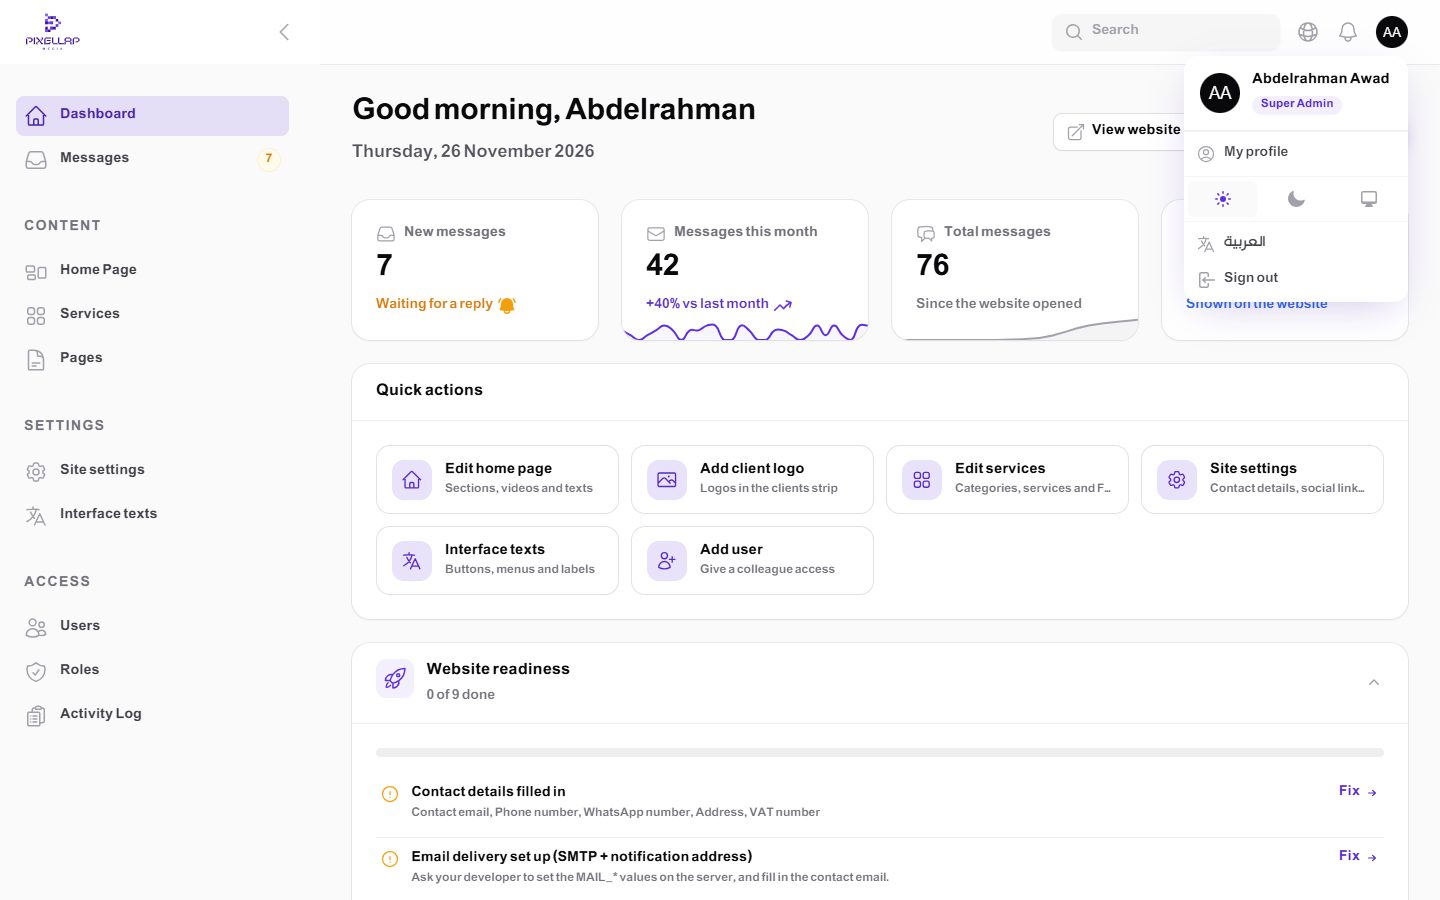 PIXELLAP
MEDIA
Search
AA
Dashboard
Messages
7
CONTENT
Home Page
Services
Pages
SETTINGS
Site settings
Interface texts
ACCESS
Users
Roles
Activity Log
Good morning, Abdelrahman
Thursday, 26 November 2026
View website
AA
Abdelrahman Awad
Super Admin
My profile
العربية
Sign out
New messages
7
Waiting for a reply
Messages this month
42
+40% vs last month
Total messages
76
Since the website opened
Shown on the website
Quick actions
Edit home page
Sections, videos and texts
Add client logo
Logos in the clients strip
Edit services
Categories, services and F...
Site settings
Contact details, social link...
Interface texts
Buttons, menus and labels
Add user
Give a colleague access
Website readiness
0 of 9 done
Contact details filled in
Contact email, Phone number, WhatsApp number, Address, VAT number
Fix
Email delivery set up (SMTP + notification address)
Ask your developer to set the MAIL_* values on the server, and fill in the contact email.
Fix